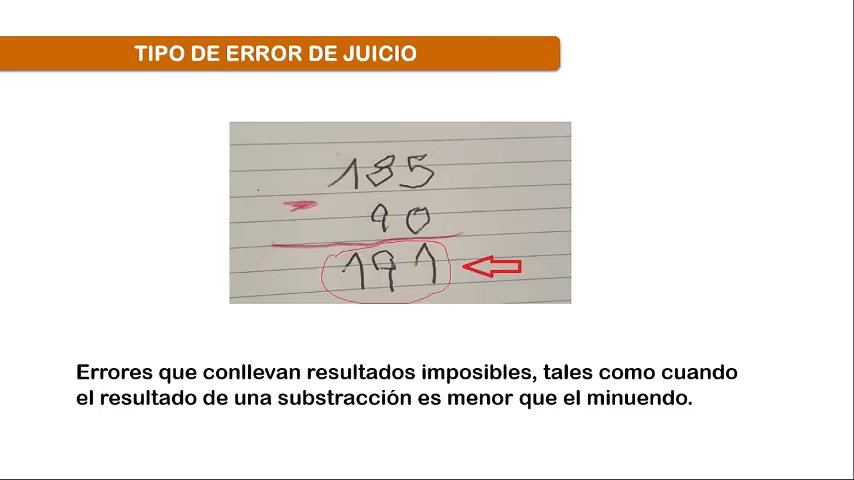 TIPO DE ERROR DE JUICIO
185
- 90
191
Errores que conllevan resultados imposibles, tales como cuando
el resultado de una substracción es menor que el minuendo.